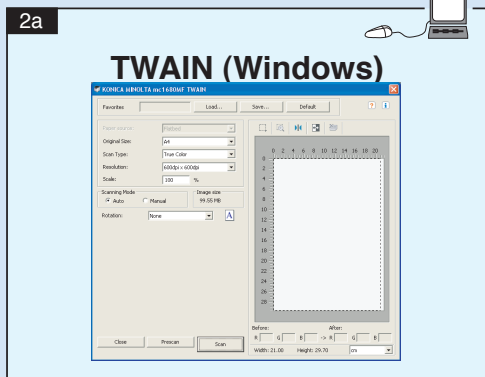 2a
TWAIN (Windows)
KONICA MINOLTA mc1680MF TWAIN
Favorites Load... Save... Default ? i
Paper source: Flatbed
Original Size: A4
Scan Type: True Color
Resolution: 600dpi x 600dpi
Scale: 100 %
Scanning Mode Image size
Auto Manual 99.55 MB
Rotation: None A
0 2 4 6 8 10 12 14 16 18 20
0
2
4
6
8
10
12
14
16
18
20
22
24
26
28
Before: After:
R G B -> R G B
Width: 21.00 Height: 29.70 cm
Close Prescan Scan